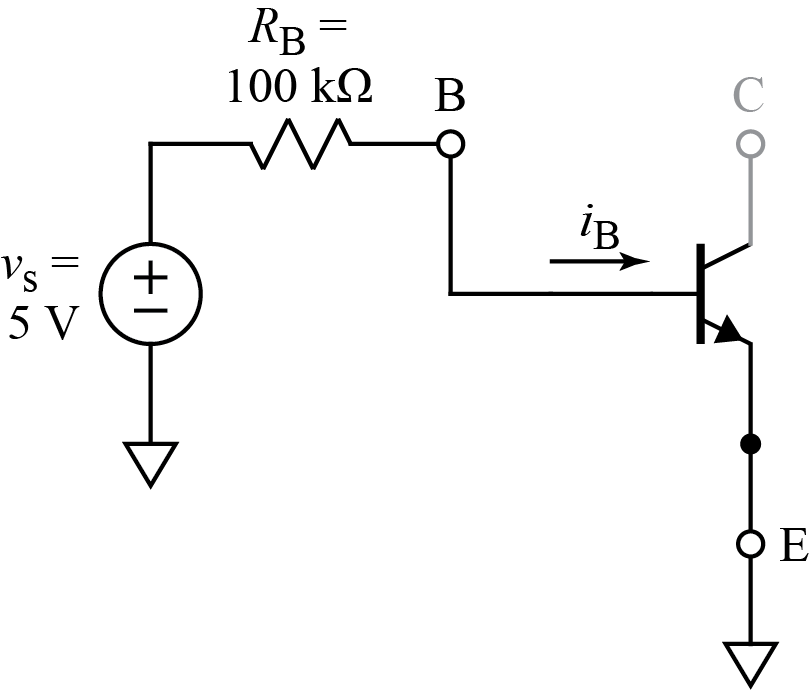 R_B =
100 kΩ
B
C
i_B
v_s =
5 V
+
−
E